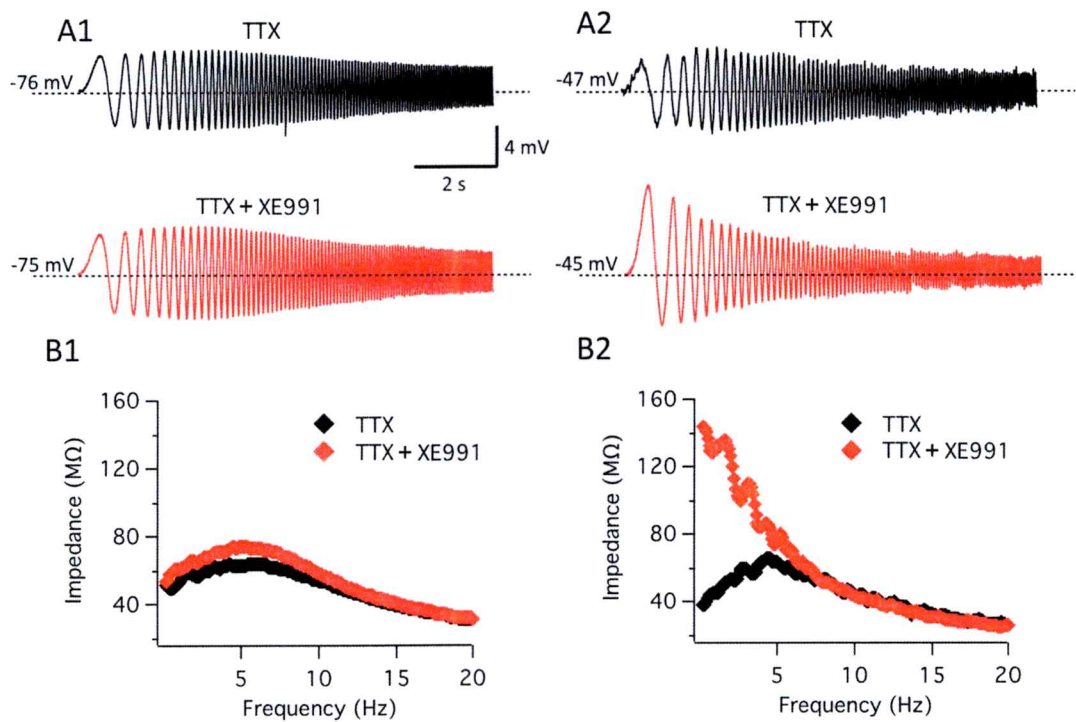 A1
TTX
-76 mV
4 mV
2 s
TTX + XE991
-75 mV
A2
TTX
-47 mV
TTX + XE991
-45 mV
B1
160
120
80
40
Impedance (MΩ)
TTX
TTX + XE991
5
10
15
20
Frequency (Hz)
B2
160
120
80
40
Impedance (MΩ)
TTX
TTX + XE991
5
10
15
20
Frequency (Hz)